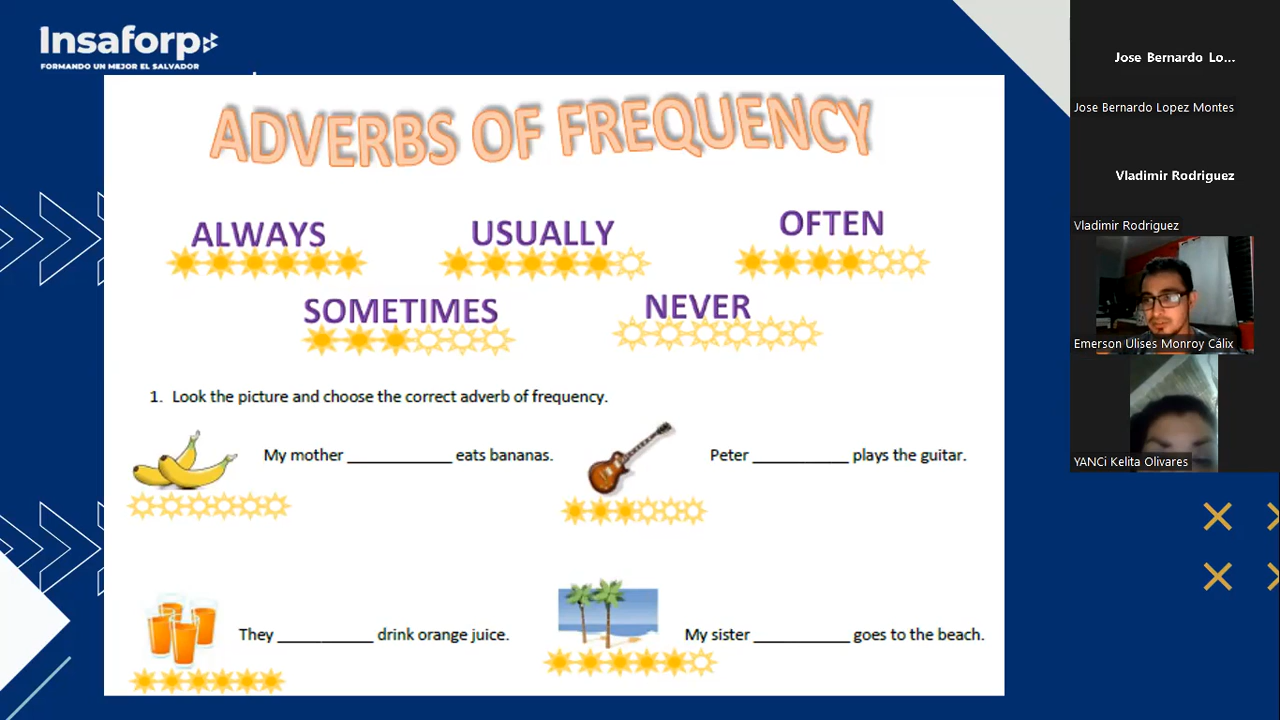 Insaforp
FORMANDO UN MEJOR EL SALVADOR
ADVERBS OF FREQUENCY
ALWAYS
USUALLY
OFTEN
SOMETIMES
NEVER
1. Look the picture and choose the correct adverb of frequency.
My mother ____________ eats bananas.
Peter ___________ plays the guitar.
They ___________ drink orange juice.
My sister ___________ goes to the beach.
Jose Bernardo Lo...
Jose Bernardo Lopez Montes
Vladimir Rodriguez
Vladimir Rodriguez
Emerson Ulises Monroy Cálix
YANCi Kelita Olivares